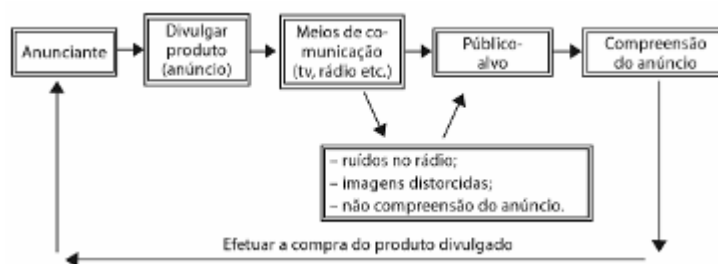 Anunciante
Divulgar
produto
(anúncio)
Meios de co-
municação
(tv, rádio etc.)
Público-
alvo
Compreensão
do anúncio
– ruídos no rádio;
– imagens distorcidas;
– não compreensão do anúncio.
Efetuar a compra do produto divulgado